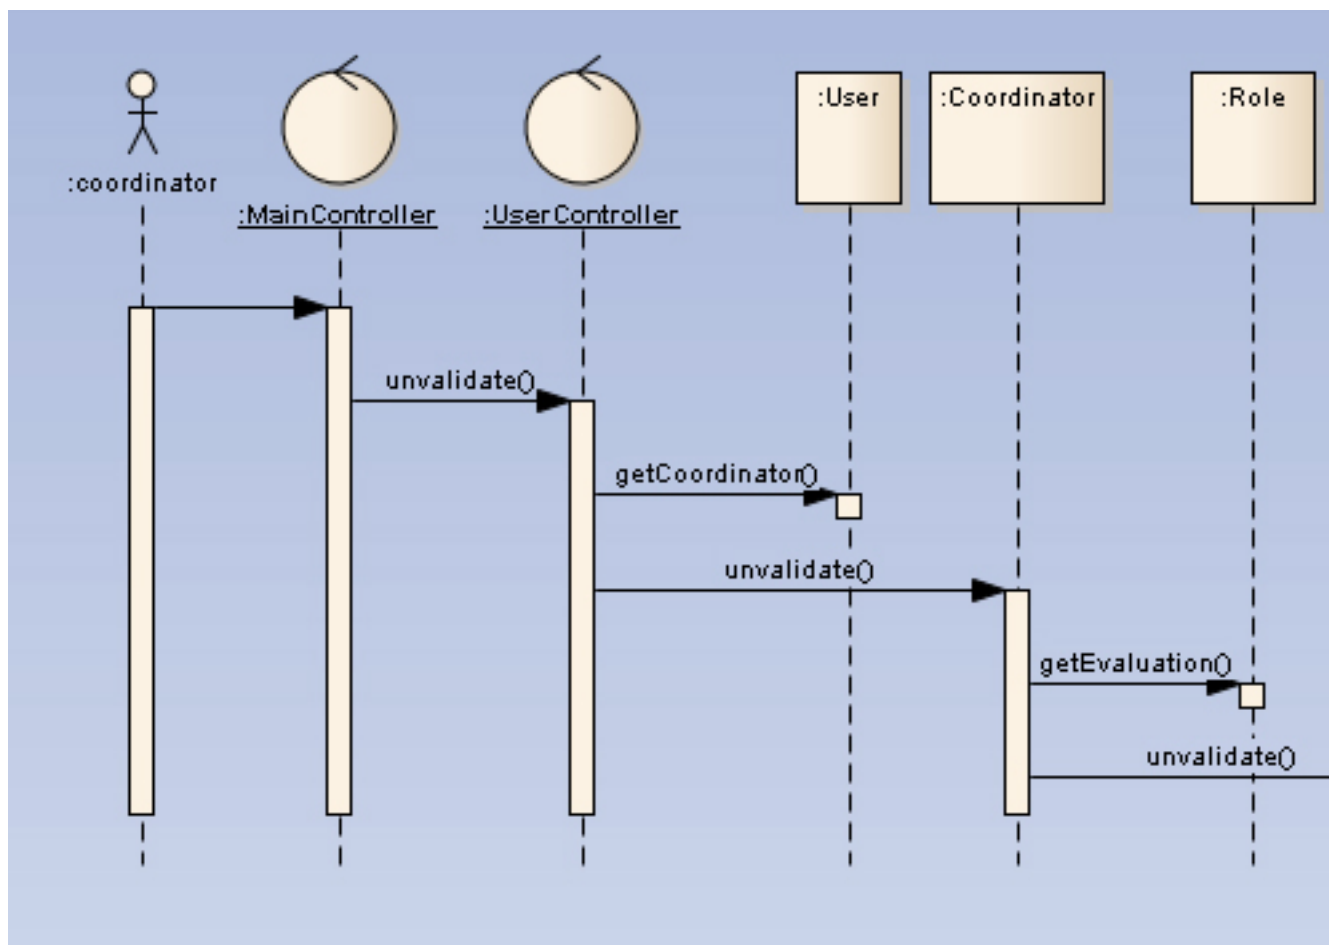 :User
:Coordinator
:Role
:coordinator
:MainController
:UserController
unvalidate()
getCoordinator()
unvalidate()
getEvaluation()
unvalidate()